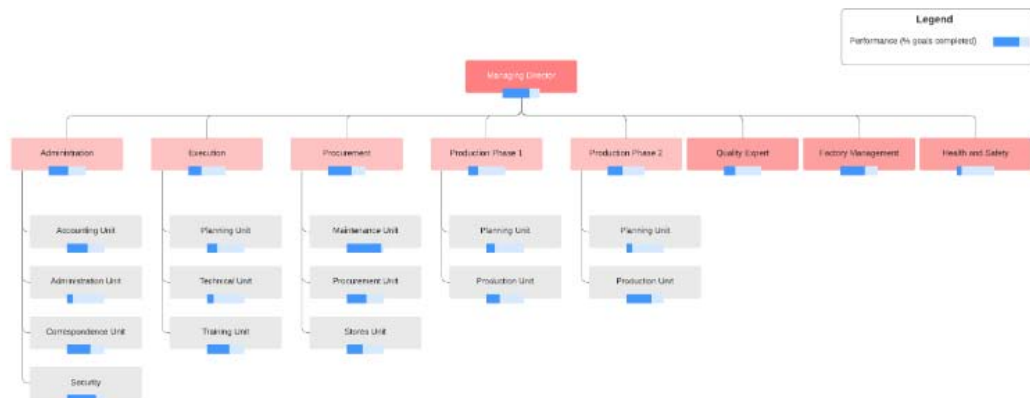 Legend
Performance (% goals completed)
Managing Director
Administration
Execution
Procurement
Production Phase 1
Production Phase 2
Quality Expert
Factory Management
Health and Safety
Accounting Unit
Planning Unit
Maintenance Unit
Planning Unit
Planning Unit
Administration Unit
Technical Unit
Procurement Unit
Production Unit
Production Unit
Correspondence Unit
Training Unit
Stores Unit
Security